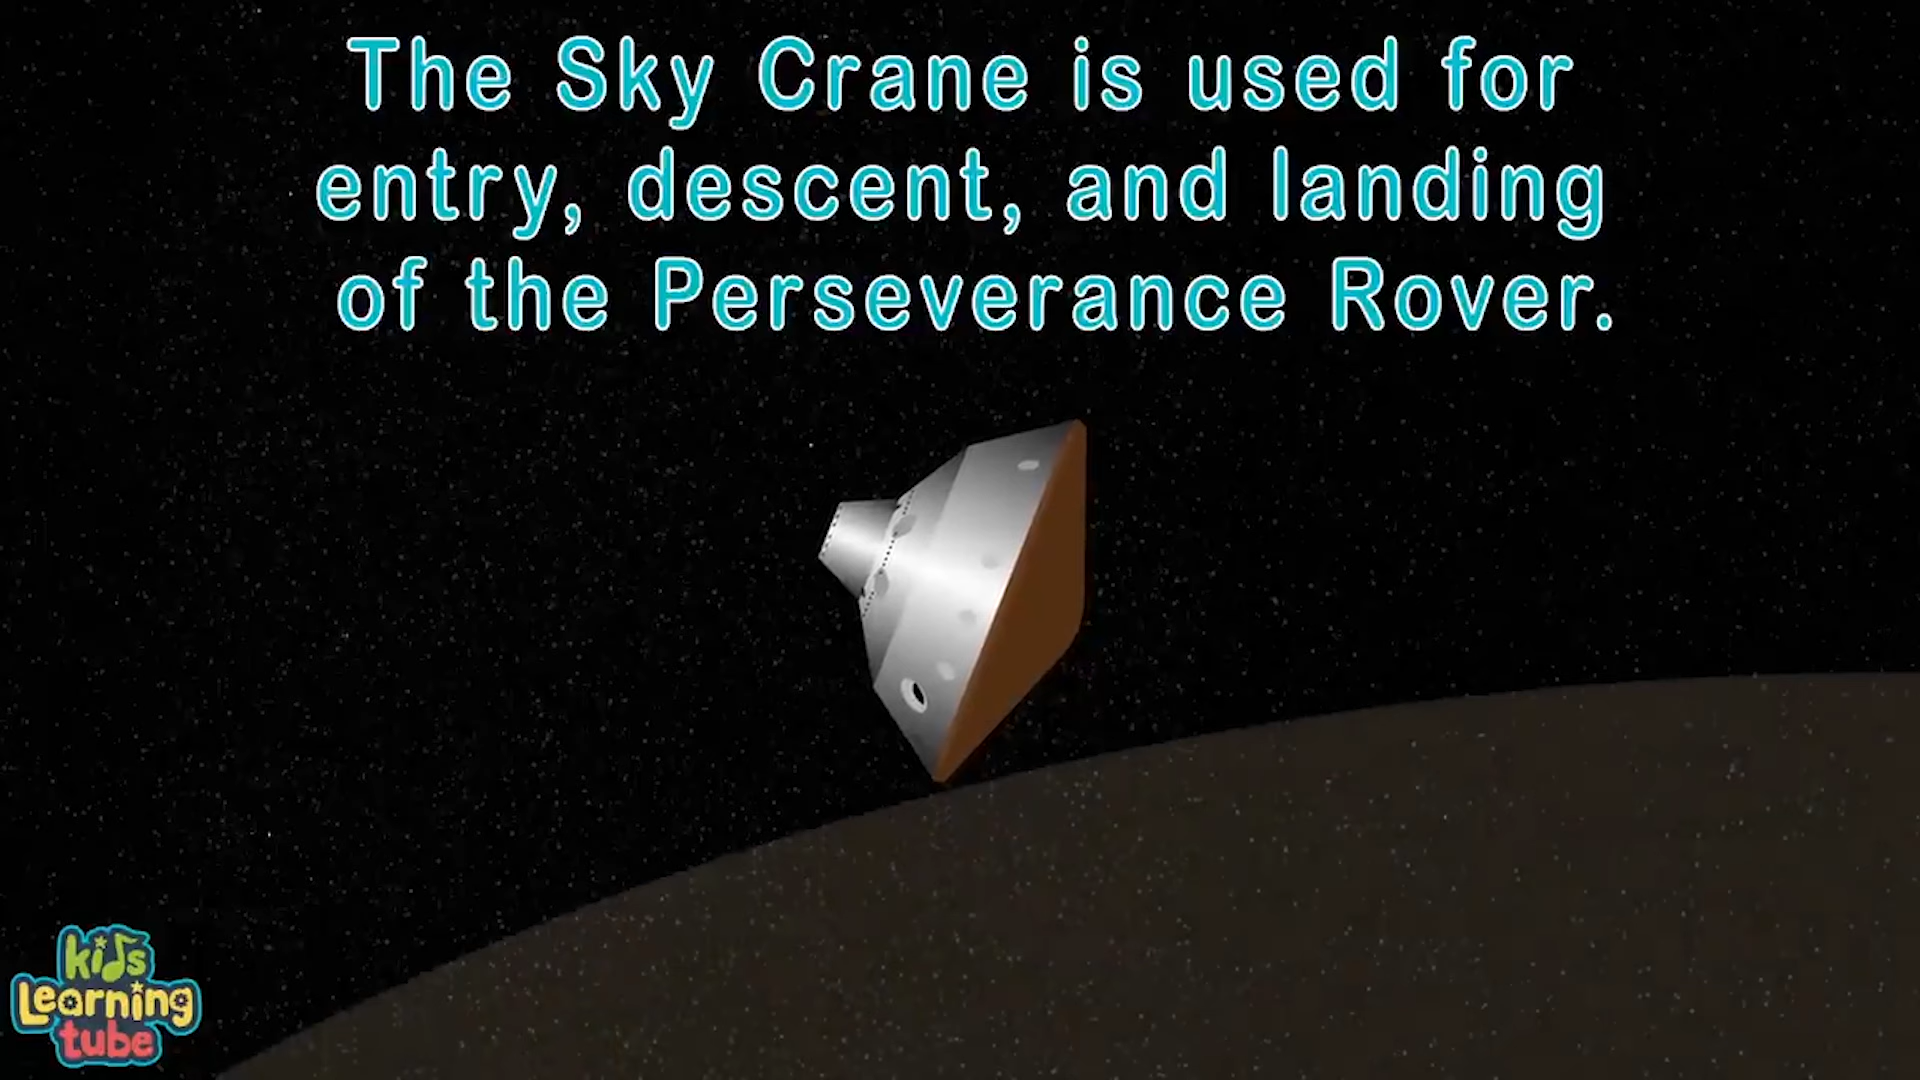 The Sky Crane is used for
entry, descent, and landing
of the Perseverance Rover.
kids
Learning
tube